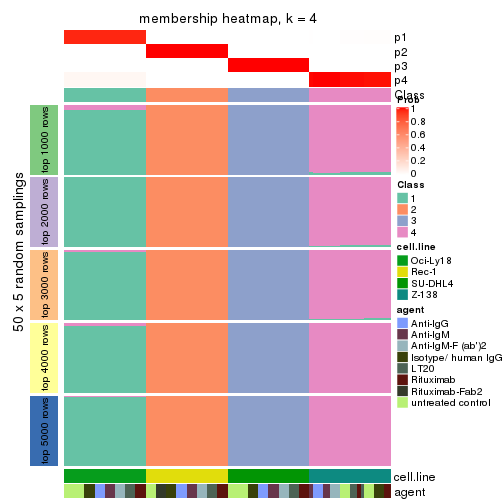 membership heatmap, k = 4
p1
p2
p3
p4
Class
Prob
1
0.8
0.6
0.4
0.2
0
Class
1
2
3
4
cell.line
Oci-Ly18
Rec-1
SU-DHL4
Z-138
agent
Anti-IgG
Anti-IgM
Anti-IgM-F (ab')2
Isotype/ human IgG
LT20
Rituximab
Rituximab-Fab2
untreated control
50 x 5 random samplings
top 1000 rows
top 2000 rows
top 3000 rows
top 4000 rows
top 5000 rows
cell.line
agent